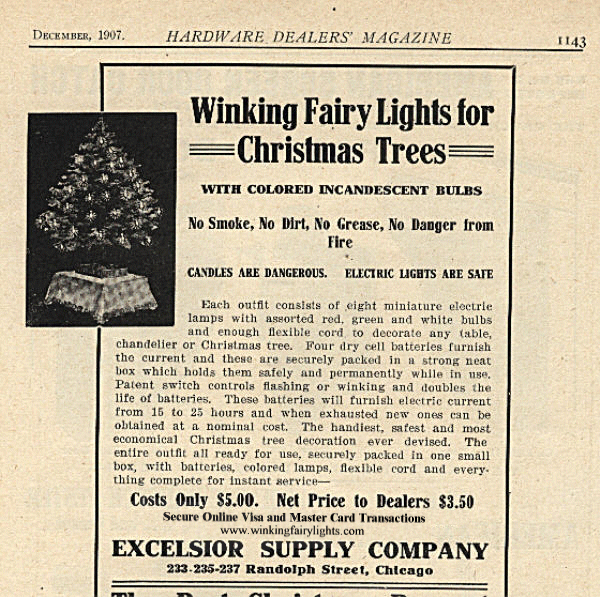 DECEMBER, 1907. HARDWARE DEALERS' MAGAZINE 1143
Winking Fairy Lights for
Christmas Trees
WITH COLORED INCANDESCENT BULBS
No Smoke, No Dirt, No Grease, No Danger from
Fire
CANDLES ARE DANGEROUS. ELECTRIC LIGHTS ARE SAFE
Each outfit consists of eight miniature electric
lamps with assorted red, green and white bulbs
and enough flexible cord to decorate any table,
chandelier or Christmas tree. Four dry cell batteries furnish
the current and these are securely packed in a strong neat
box which holds them safely and permanently while in use.
Patent switch controls flashing or winking and doubles the
life of batteries. These batteries will furnish electric current
from 15 to 25 hours and when exhausted new ones can be
obtained at a nominal cost. The handiest, safest and most
economical Christmas tree decoration ever devised. The
entire outfit all ready for use, securely packed in one small
box, with batteries, colored lamps, flexible cord and every-
thing complete for instant service—
Costs Only $5.00. Net Price to Dealers $3.50
Secure Online Visa and Master Card Transactions
www.winkingfairylights.com
EXCELSIOR SUPPLY COMPANY
233-235-237 Randolph Street, Chicago